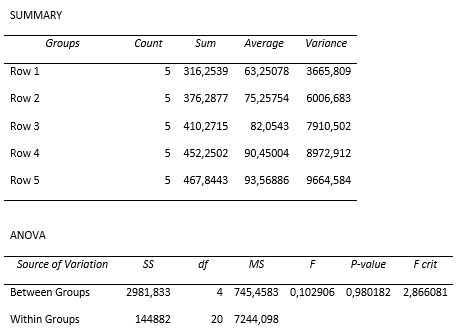 SUMMARY
Groups Count Sum Average Variance
Row 1 5 316,2539 63,25078 3665,809
Row 2 5 376,2877 75,25754 6006,683
Row 3 5 410,2715 82,0543 7910,502
Row 4 5 452,2502 90,45004 8972,912
Row 5 5 467,8443 93,56886 9664,584
ANOVA
Source of Variation SS df MS F P-value F crit
Between Groups 2981,833 4 745,4583 0,102906 0,980182 2,866081
Within Groups 144882 20 7244,098